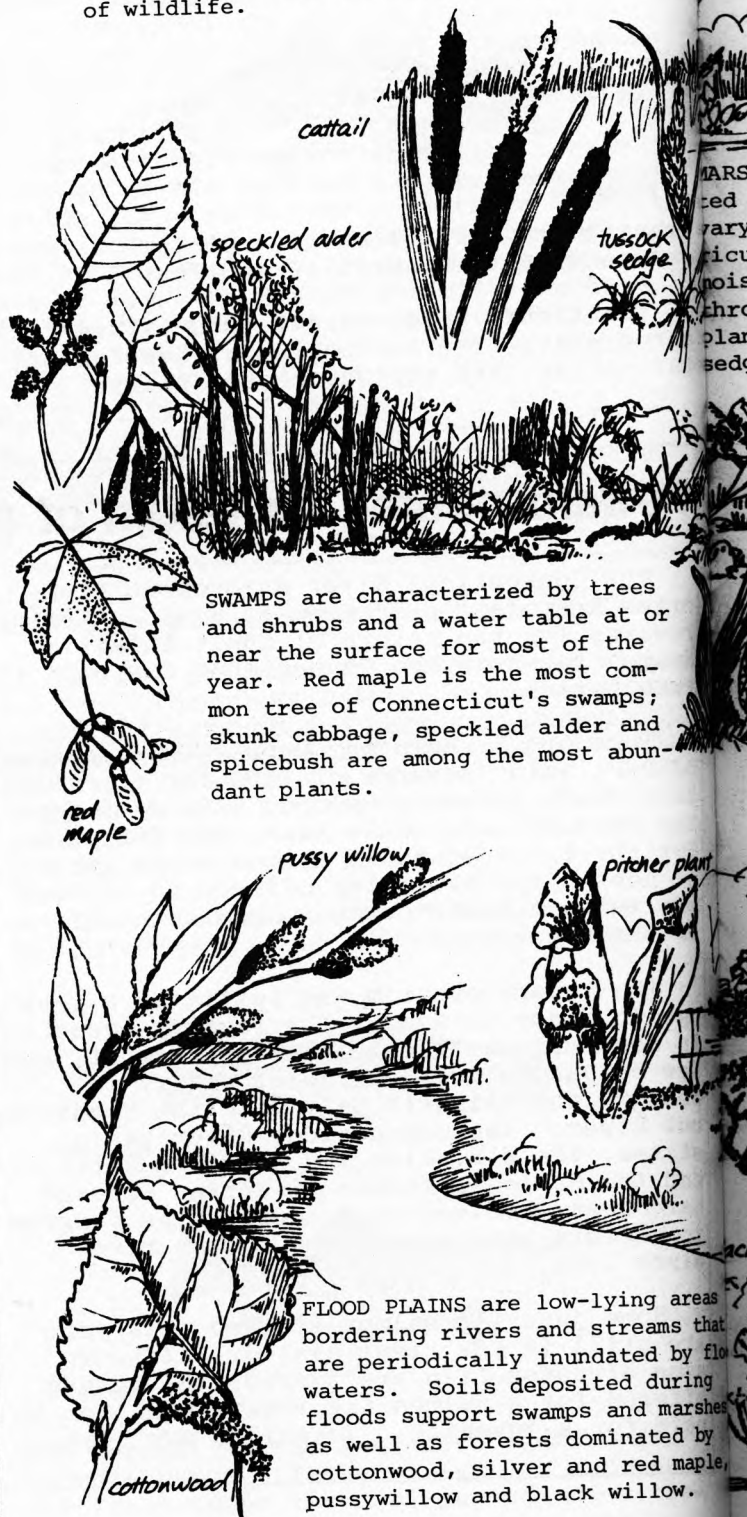 of wildlife.
cattail
speckled alder
tussock
sedge
SWAMPS are characterized by trees
and shrubs and a water table at or
near the surface for most of the
year. Red maple is the most com-
mon tree of Connecticut's swamps;
skunk cabbage, speckled alder and
spicebush are among the most abun-
dant plants.
red
maple
pussy willow
pitcher plant
FLOOD PLAINS are low-lying areas
bordering rivers and streams that
are periodically inundated by
waters. Soils deposited during
floods support swamps and marshes
as well as forests dominated by
cottonwood, silver and red maple,
pussywillow and black willow.
cottonwood